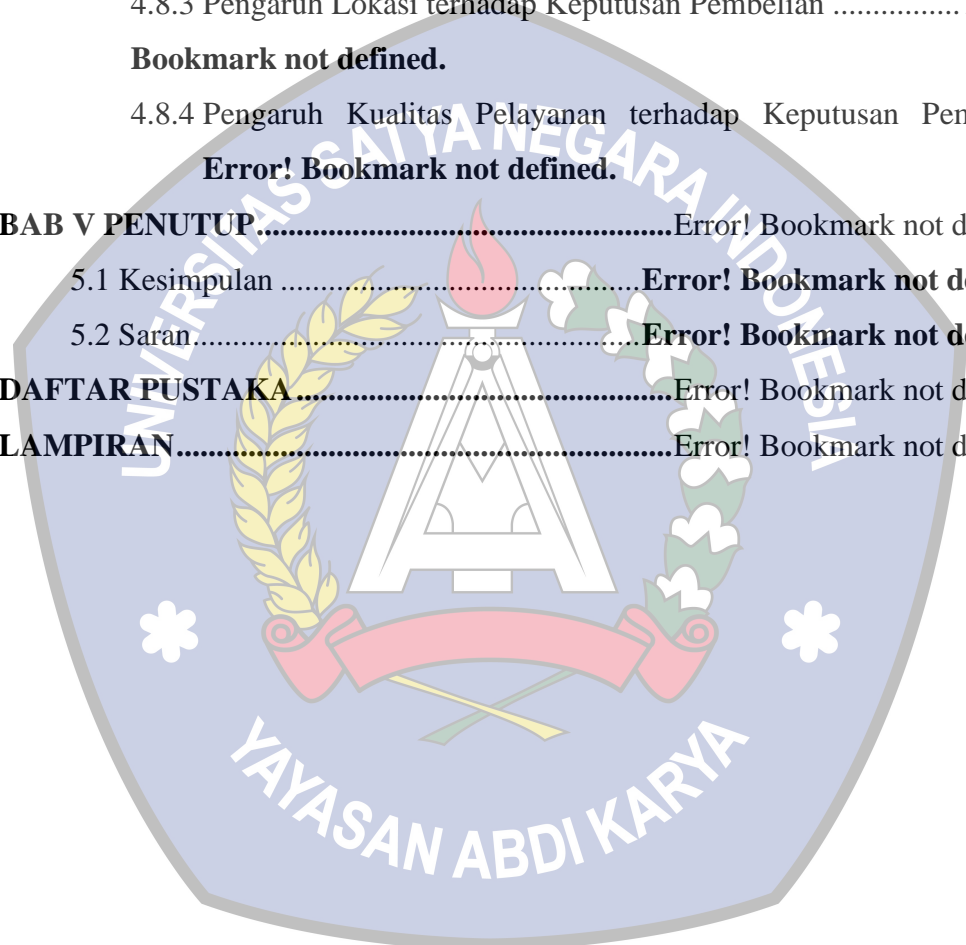 4.8.3 Pengaruh Lokasi terhadap Keputusan Pembelian ................
Bookmark not defined.
4.8.4 Pengaruh Kualitas Pelayanan terhadap Keputusan Pem
Error! Bookmark not defined.
BAB V PENUTUP....................................................Error! Bookmark not d
5.1 Kesimpulan .............................................Error! Bookmark not de
5.2 Saran........................................................Error! Bookmark not de
DAFTAR PUSTAKA...............................................Error! Bookmark not d
LAMPIRAN..............................................................Error! Bookmark not d
UNIVERSITAS SATYA NEGARA INDONESIA
YAYASAN ABDI KARYA